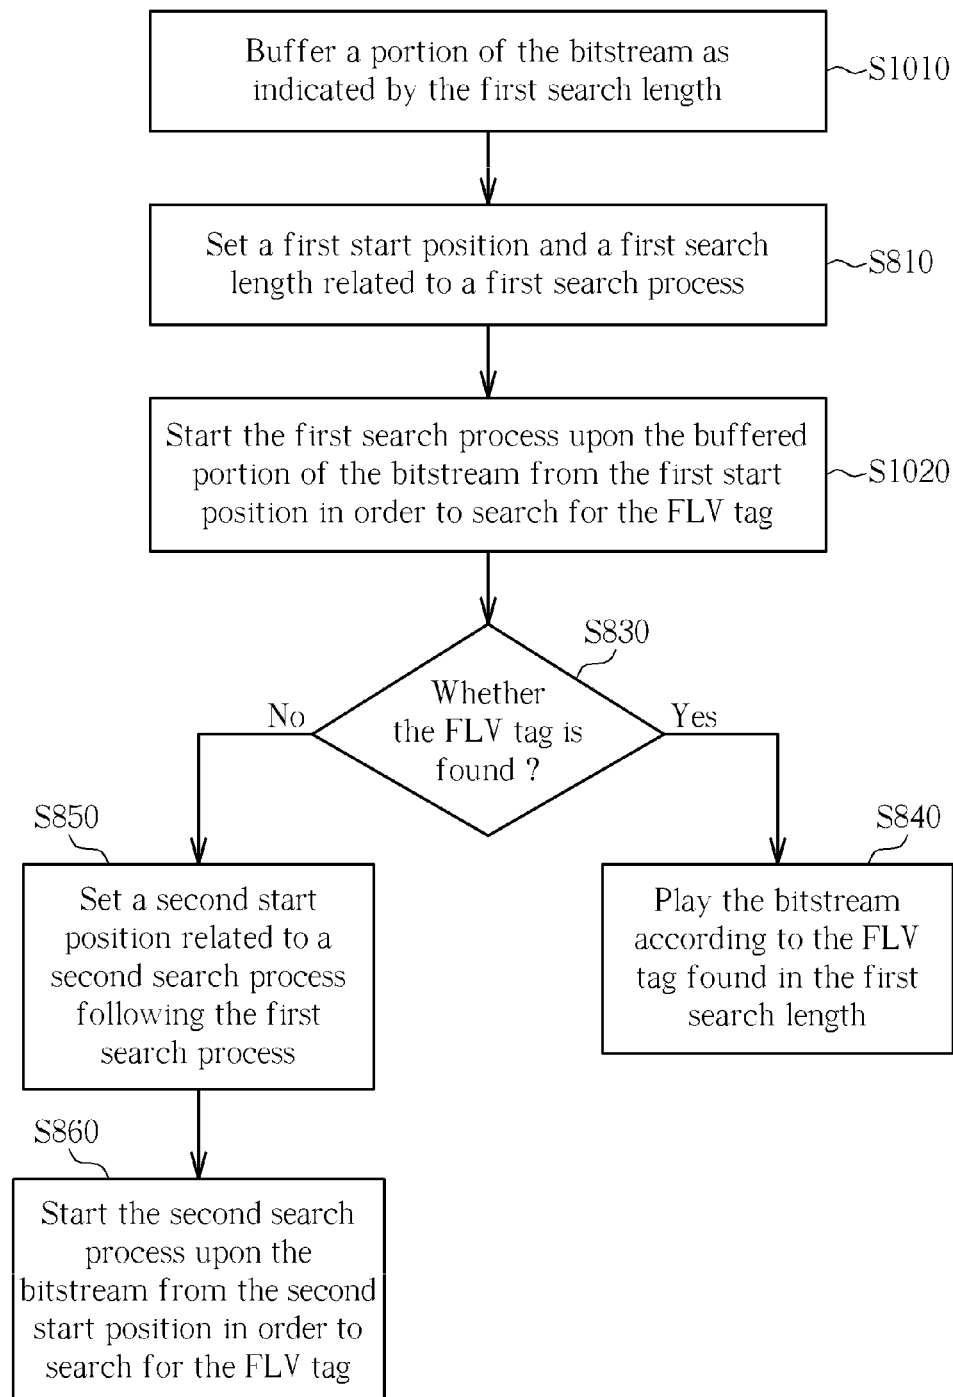 Buffer a portion of the bitstream as
indicated by the first search length
S1010
Set a first start position and a first search
length related to a first search process
S810
Start the first search process upon the buffered
portion of the bitstream from the first start
position in order to search for the FLV tag
S1020
S830
Whether
the FLV tag is
found ?
No
Yes
S850
Set a second start
position related to a
second search process
following the first
search process
S840
Play the bitstream
according to the FLV
tag found in the first
search length
S860
Start the second search
process upon the
bitstream from the second
start position in order to
search for the FLV tag